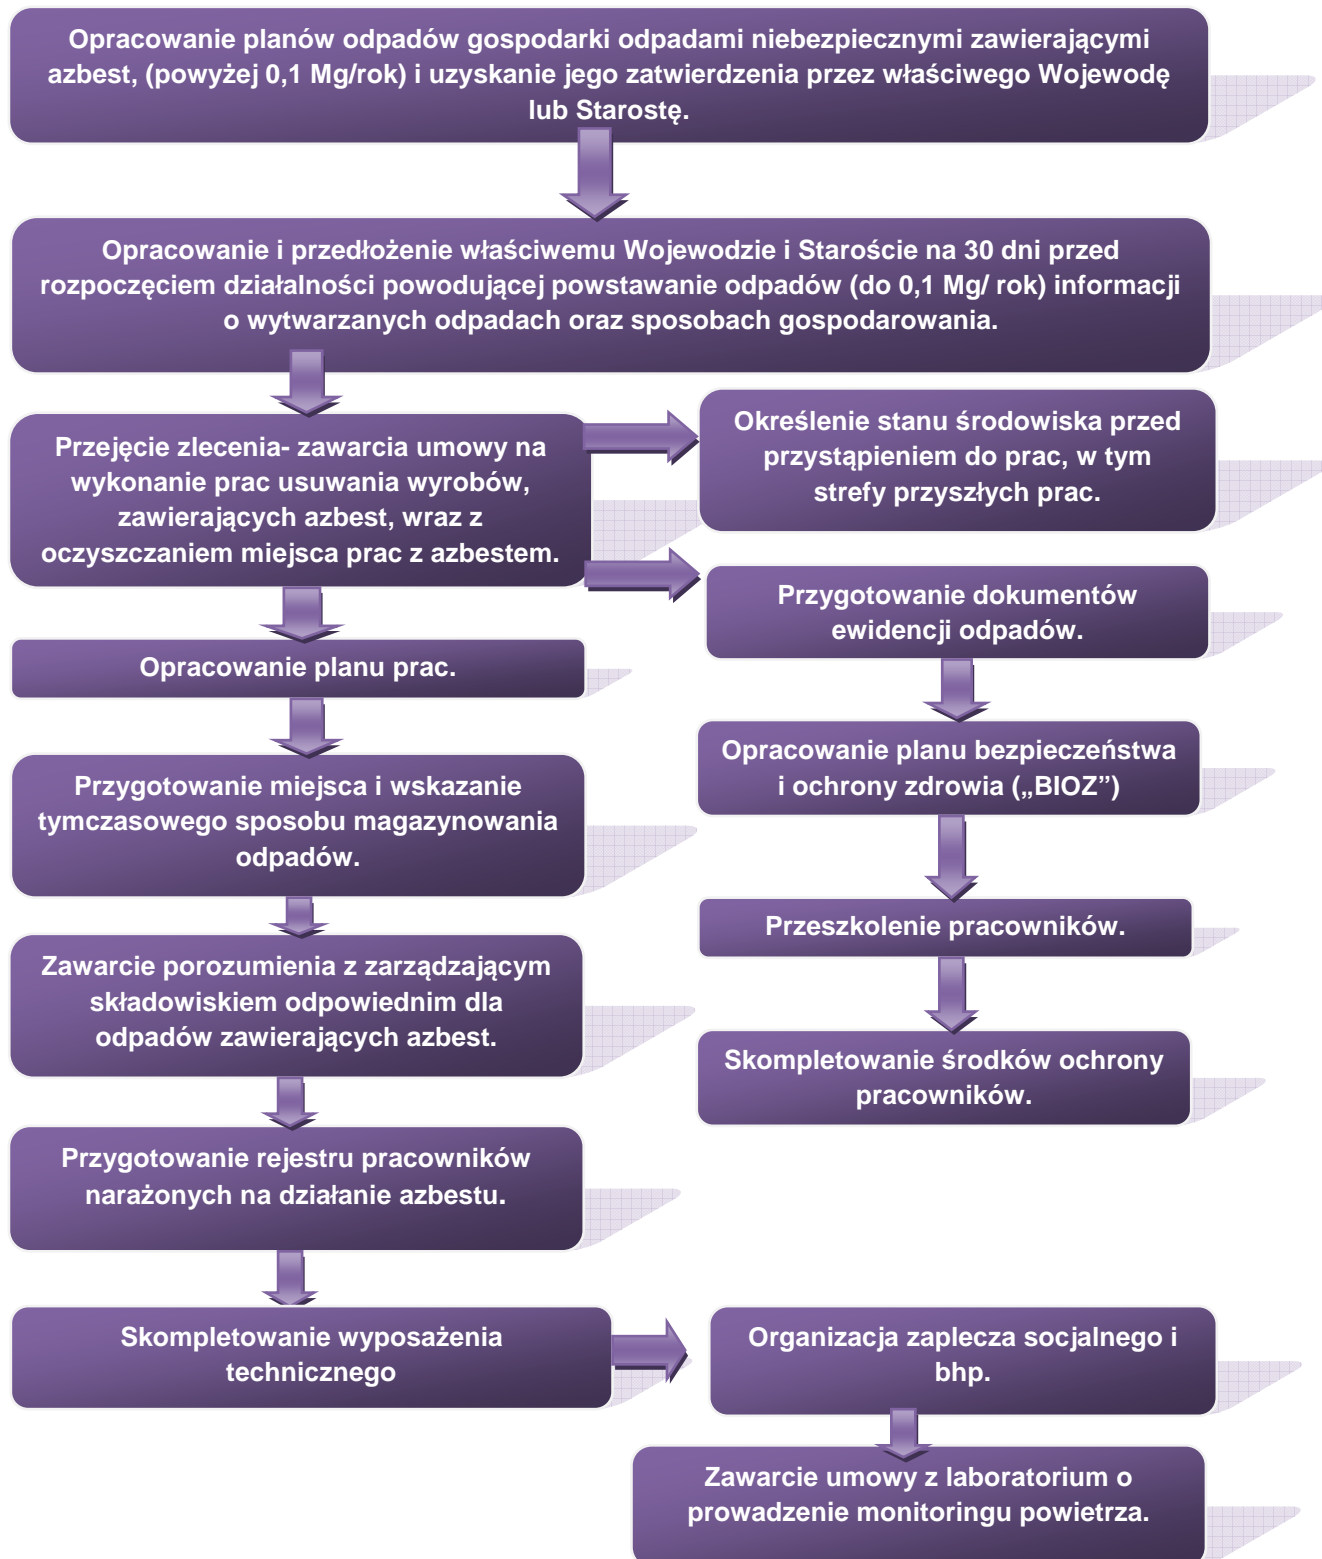 Opracowanie planów odpadów gospodarki odpadami niebezpiecznymi zawierającymi
azbest, (powyżej 0,1 Mg/rok) i uzyskanie jego zatwierdzenia przez właściwego Wojewodę
lub Starostę.
Opracowanie i przedłożenie właściwemu Wojewodzie i Staroście na 30 dni przed
rozpoczęciem działalności powodującej powstawanie odpadów (do 0,1 Mg/ rok) informacji
o wytwarzanych odpadach oraz sposobach gospodarowania.
Przejęcie zlecenia- zawarcia umowy na
wykonanie prac usuwania wyrobów,
zawierających azbest, wraz z
oczyszczaniem miejsca prac z azbestem.
Określenie stanu środowiska przed
przystąpieniem do prac, w tym
strefy przyszłych prac.
Przygotowanie dokumentów
ewidencji odpadów.
Opracowanie planu prac.
Opracowanie planu bezpieczeństwa
i ochrony zdrowia („BIOZ”)
Przygotowanie miejsca i wskazanie
tymczasowego sposobu magazynowania
odpadów.
Przeszkolenie pracowników.
Zawarcie porozumienia z zarządzającym
składowiskiem odpowiednim dla
odpadów zawierających azbest.
Skompletowanie środków ochrony
pracowników.
Przygotowanie rejestru pracowników
narażonych na działanie azbestu.
Skompletowanie wyposażenia
technicznego
Organizacja zaplecza socjalnego i
bhp.
Zawarcie umowy z laboratorium o
prowadzenie monitoringu powietrza.